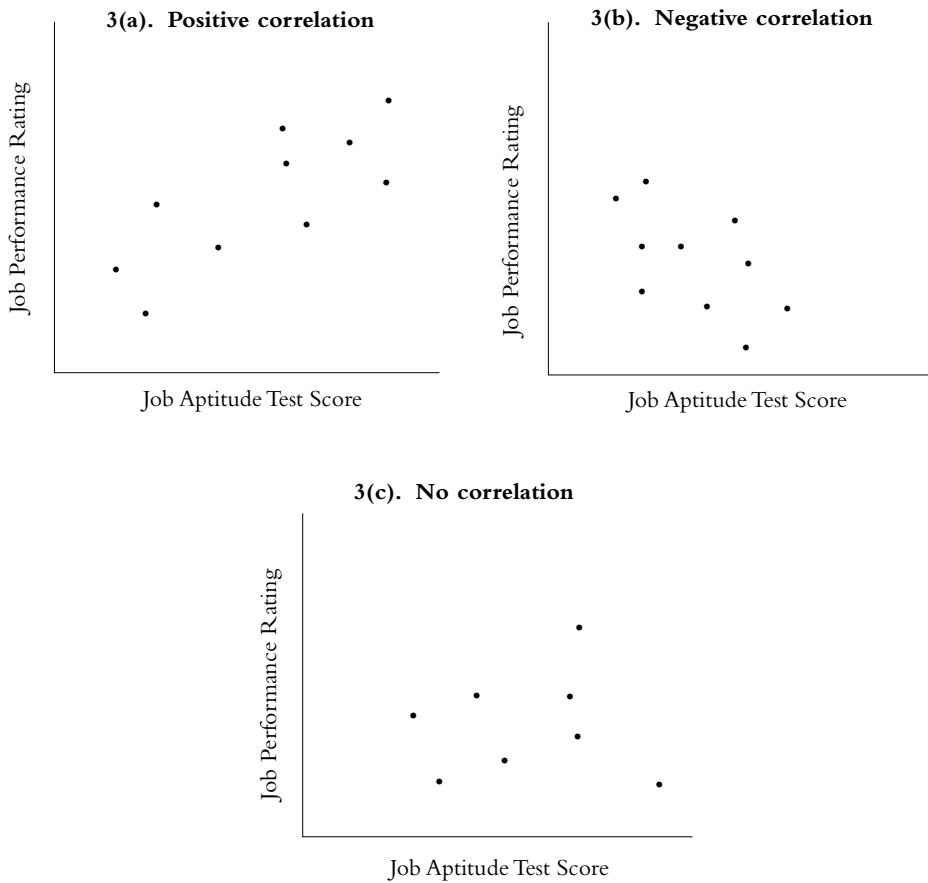 3(a). Positive correlation
Job Performance Rating
Job Aptitude Test Score
3(b). Negative correlation
Job Performance Rating
Job Aptitude Test Score
3(c). No correlation
Job Performance Rating
Job Aptitude Test Score